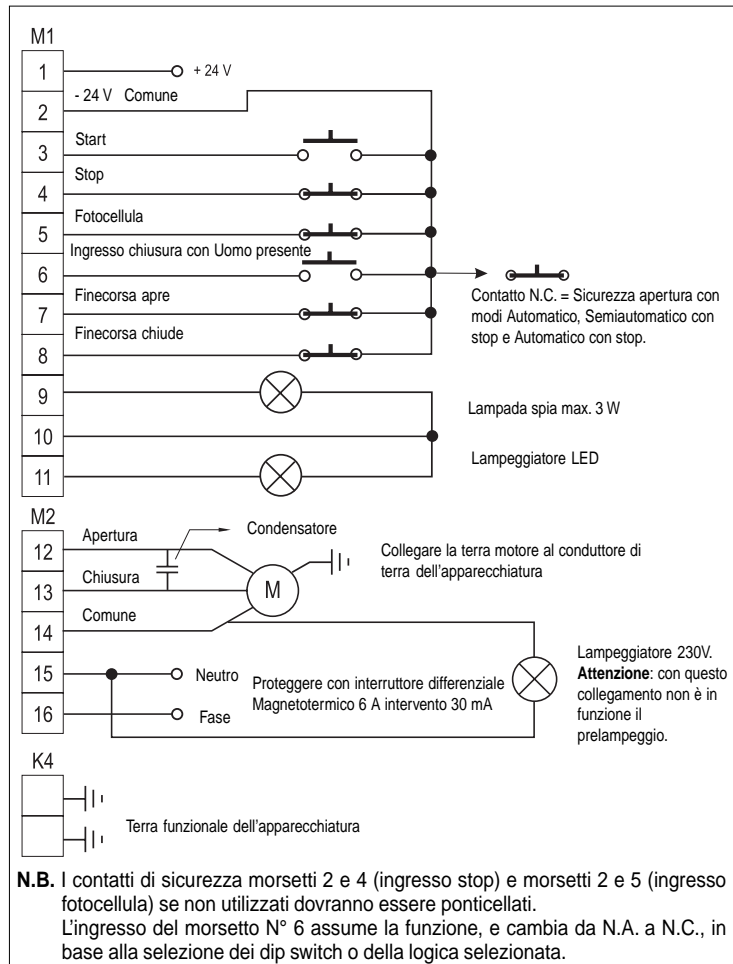 M1
1
+ 24 V
- 24 V Comune
2
Start
3
Stop
4
Fotocellula
5
Ingresso chiusura con Uomo presente
6
Contatto N.C. = Sicurezza apertura con
modi Automatico, Semiautomatico con
stop e Automatico con stop.
Finecorsa apre
7
Finecorsa chiude
8
9
Lampada spia max. 3 W
10
Lampeggiatore LED
11
M2
Apertura
12
Condensatore
Collegare la terra motore al conduttore di
terra dell'apparecchiatura
Chiusura
13
M
Comune
14
15
Neutro
Proteggere con interruttore differenziale
Magnetotermico 6 A intervento 30 mA
16
Fase
Lampeggiatore 230V.
Attenzione: con questo
collegamento non è in
funzione il
prelampeggio.
K4
Terra funzionale dell'apparecchiatura
N.B. I contatti di sicurezza morsetti 2 e 4 (ingresso stop) e morsetti 2 e 5 (ingresso
fotocellula) se non utilizzati dovranno essere ponticellati.
L'ingresso del morsetto N° 6 assume la funzione, e cambia da N.A. a N.C., in
base alla selezione dei dip switch o della logica selezionata.